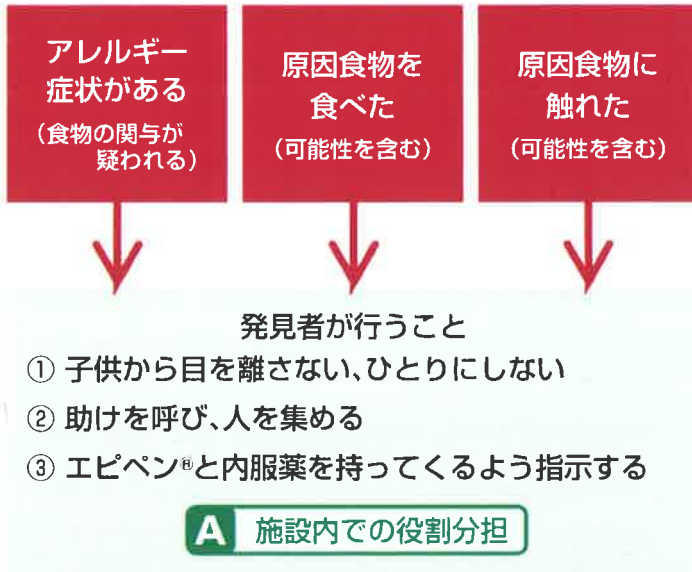 アレルギー
症状がある
（食物の関与が
疑われる）
原因食物を
食べた
（可能性を含む）
原因食物に
触れた
（可能性を含む）
発見者が行うこと
① 子供から目を離さない、ひとりにしない
② 助けを呼び、人を集める
③ エピペン®と内服薬を持ってくるよう指示する
A 施設内での役割分担